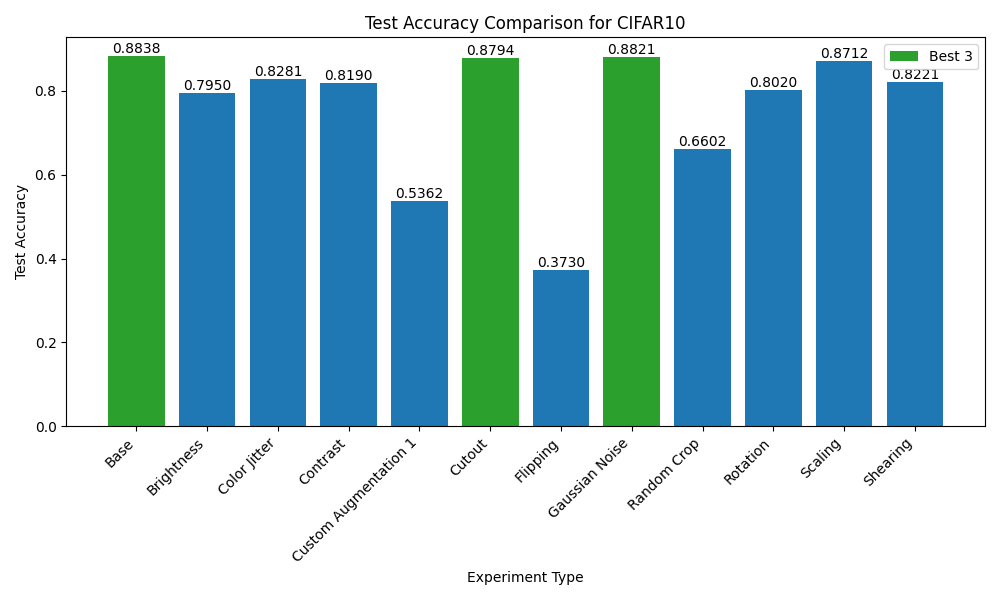 Test Accuracy Comparison for CIFAR10
Best 3
0.8838
0.7950
0.8281
0.8190
0.5362
0.8794
0.3730
0.8821
0.6602
0.8020
0.8712
0.8221
Test Accuracy
0.8
0.6
0.4
0.2
0.0
Base
Brightness
Color Jitter
Contrast
Custom Augmentation 1
Cutout
Flipping
Gaussian Noise
Random Crop
Rotation
Scaling
Shearing
Experiment Type